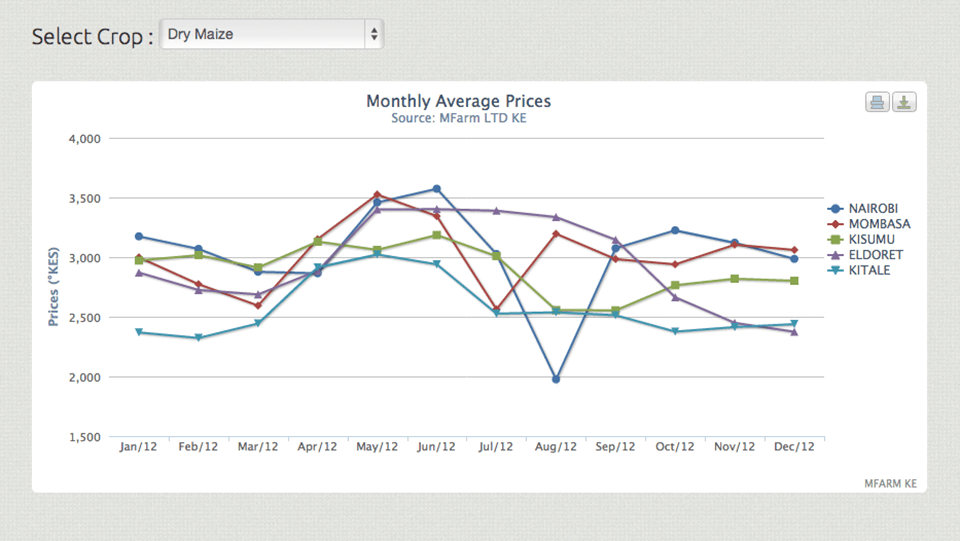 Select Crop :
Dry Maize
Monthly Average Prices
Source: MFarm LTD KE
Prices (*KES)
4,000
3,500
3,000
2,500
2,000
1,500
Jan/12 Feb/12 Mar/12 Apr/12 May/12 Jun/12 Jul/12 Aug/12 Sep/12 Oct/12 Nov/12 Dec/12
NAIROBI
MOMBASA
KISUMU
ELDORET
KITALE
MFARM KE